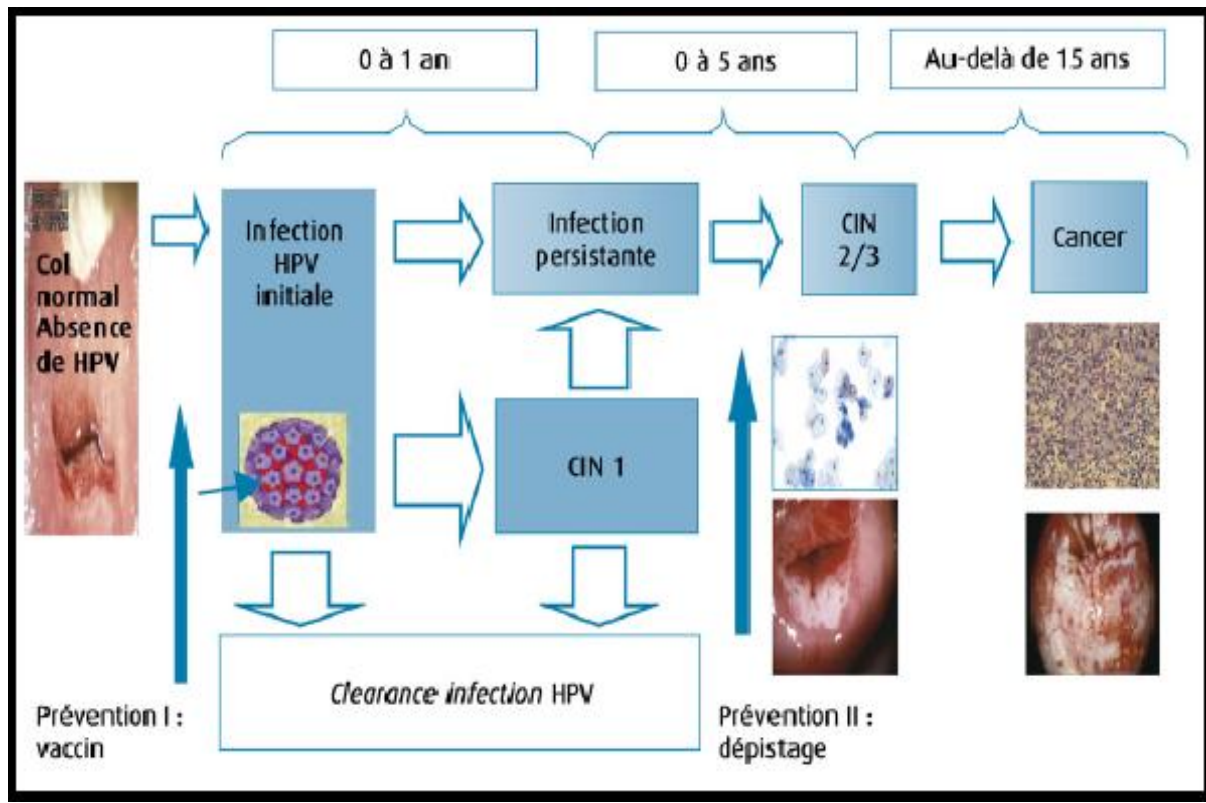 0 à 1 an
0 à 5 ans
Au-delà de 15 ans
Col
normal
Absence
de HPV
Infection
HPV
initiale
Infection
persistante
CIN
2/3
Cancer
CIN 1
Clearance infection HPV
Prévention I :
vaccin
Prévention II :
dépistage